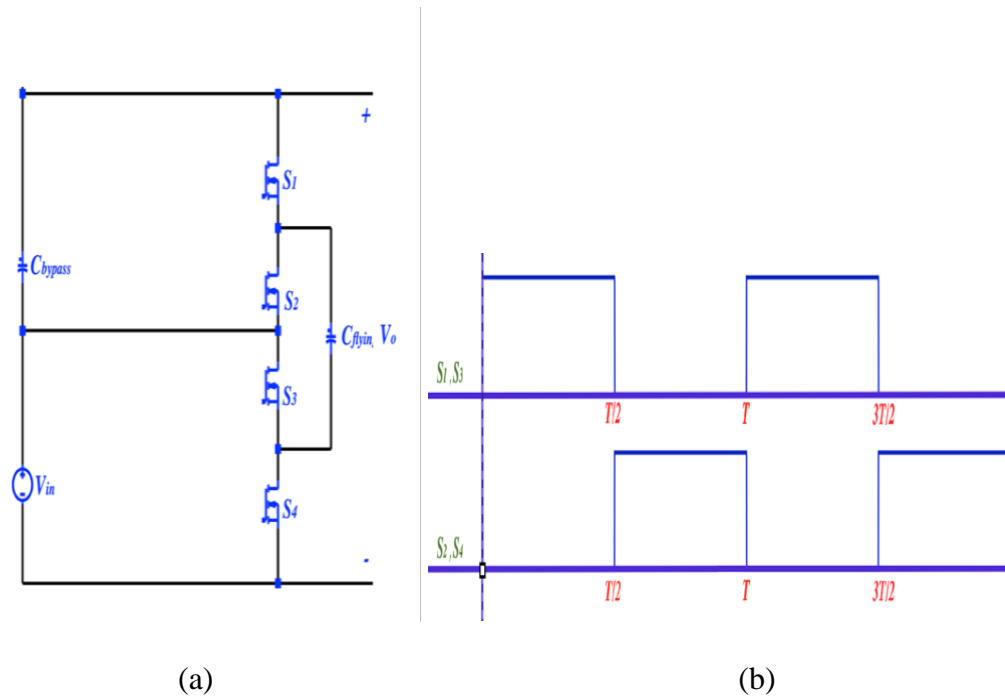 +
S1
Cbypass
S2
Cflyin, Vo
S3
Vin
S4
-
(a)
S1 ,S3
T/2
T
3T/2
S2 ,S4
T/2
T
3T/2
(b)